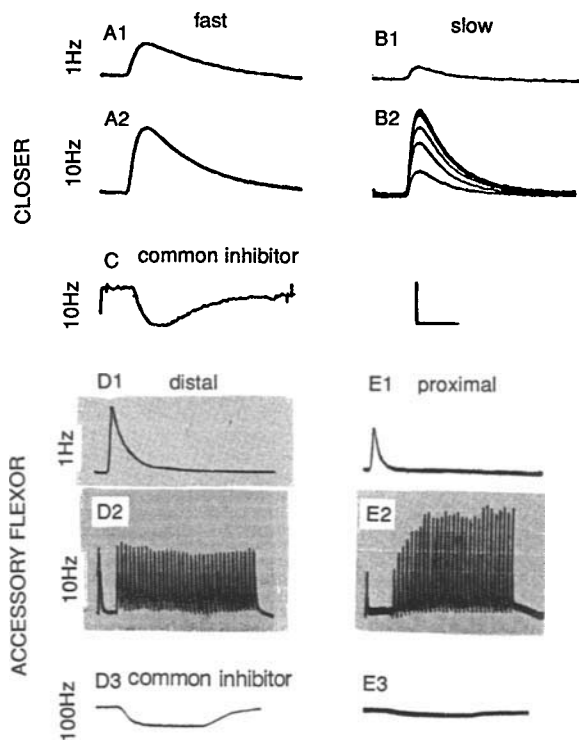 fast
slow
A1
B1
1Hz
A2
B2
10Hz
CLOSER
C common inhibitor
10Hz
D1 distal
E1 proximal
1Hz
D2
E2
10Hz
ACCESSORY FLEXOR
D3 common inhibitor
E3
100Hz